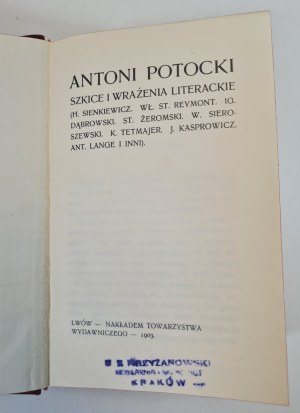 ANTONI POTOCKI
SZKICE I WRAŻENIA LITERACKIE
(H. SIENKIEWICZ. WŁ. ST. REYMONT. IG.
DĄBROWSKI. ST. ŻEROMSKI. W. SIERO-
SZEWSKI. K. TETMAJER. J. KASPROWICZ.
ANT. LANGE I INNI).
LWÓW — NAKŁADEM TOWARZYSTWA
WYDAWNICZEGO — 1903.
KRZYŻANOWSKI
KRAKÓW